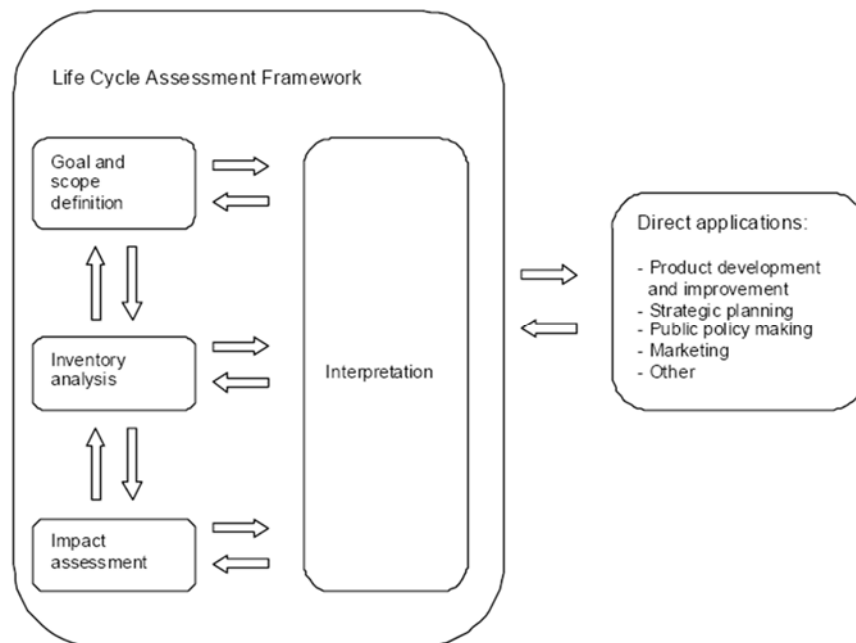 Life Cycle Assessment Framework
Goal and
scope
definition
Inventory
analysis
Impact
assessment
Interpretation
Direct applications:
- Product development
and improvement
- Strategic planning
- Public policy making
- Marketing
- Other